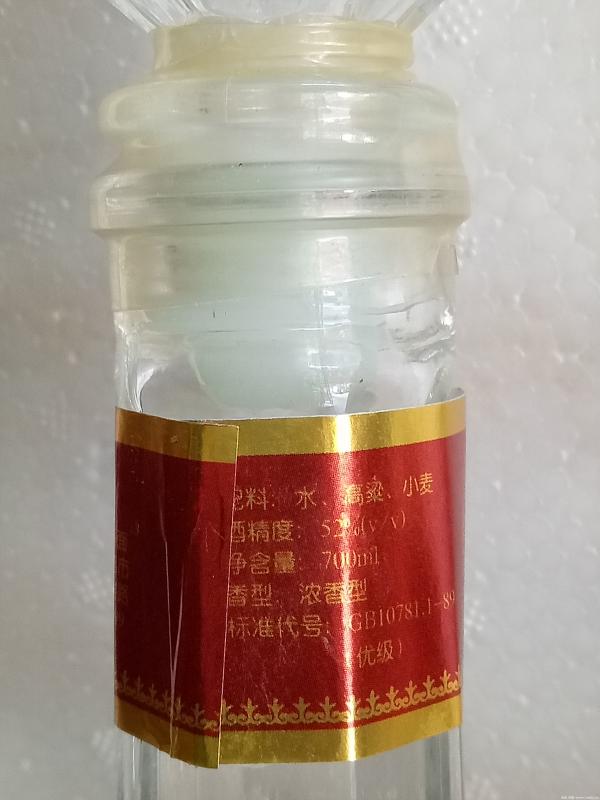 配料：水、高粱、小麦
酒精度：52%(v/v)
净含量：700ml
香型：浓香型
标准代号：GB10781.1-89
（优级）